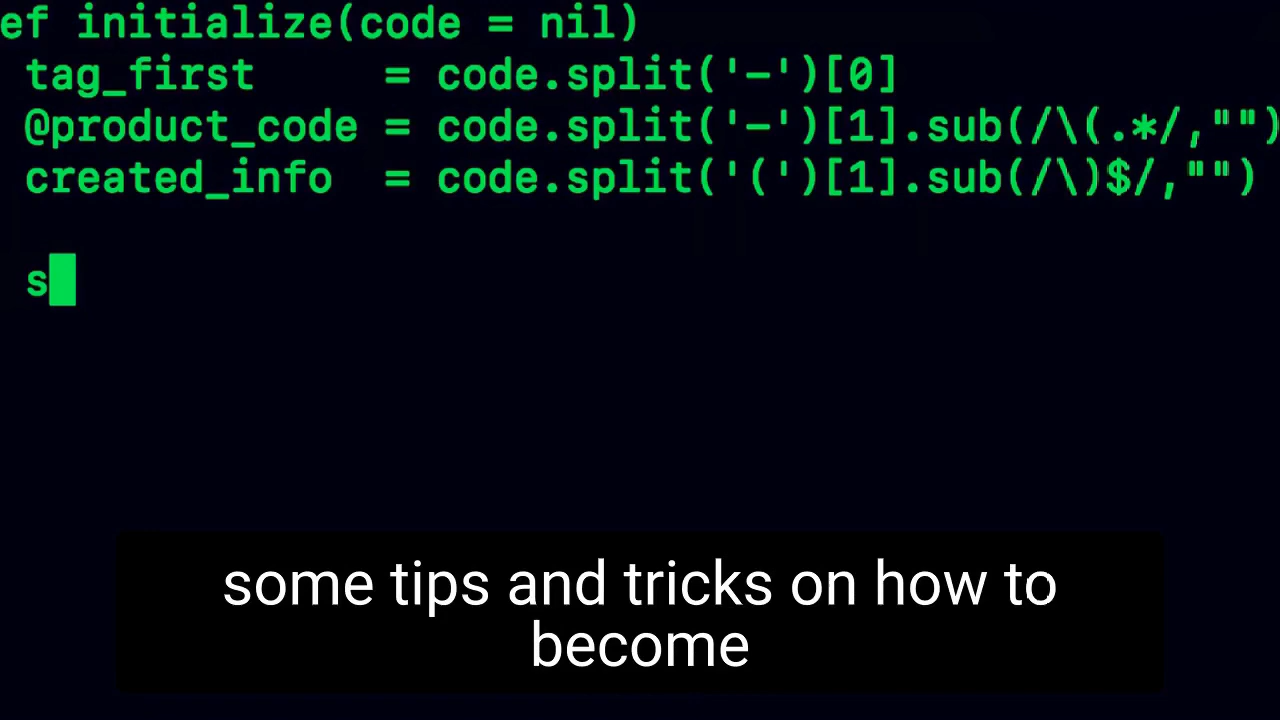 ef initialize(code = nil)
tag_first = code.split('-')[0]
@product_code = code.split('-')[1].sub(/\(.*/,"")
created_info = code.split('(')[1].sub(/\)$/,"")
s
some tips and tricks on how to
become